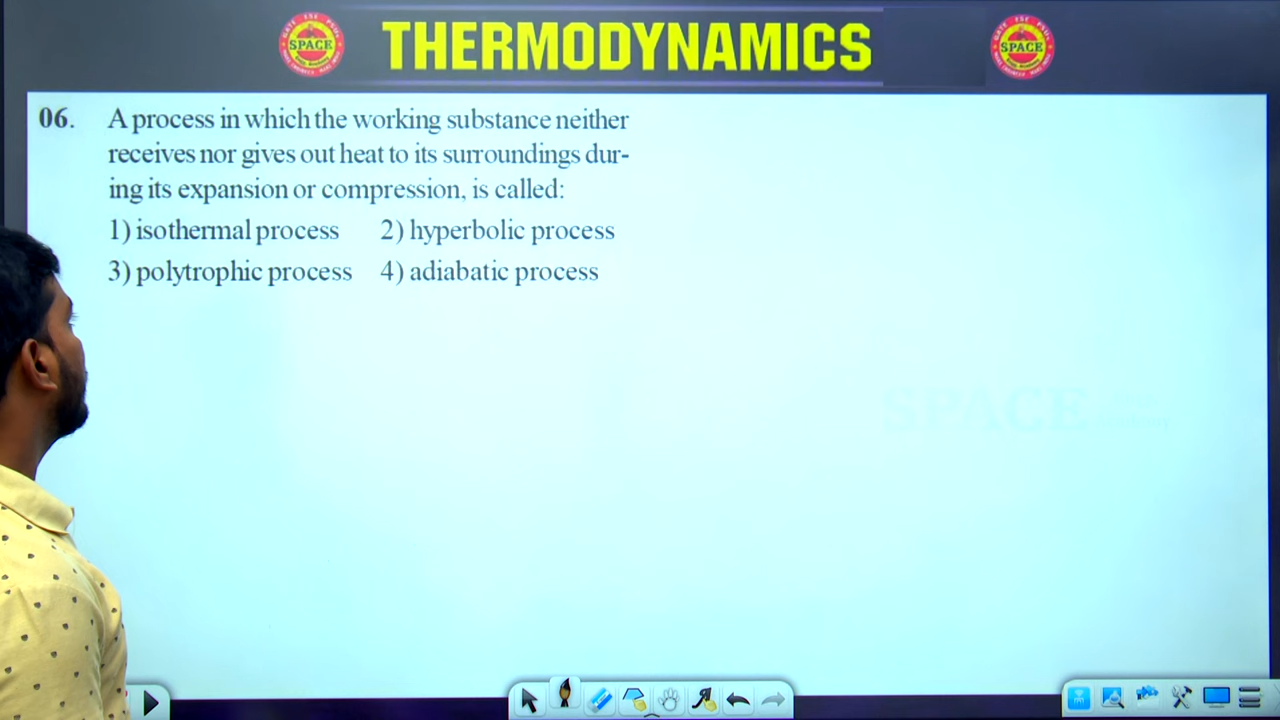 SPACE
THERMODYNAMICS
SPACE
06. A process in which the working substance neither
receives nor gives out heat to its surroundings dur-
ing its expansion or compression, is called:
1) isothermal process 2) hyperbolic process
3) polytrophic process 4) adiabatic process
SPACE